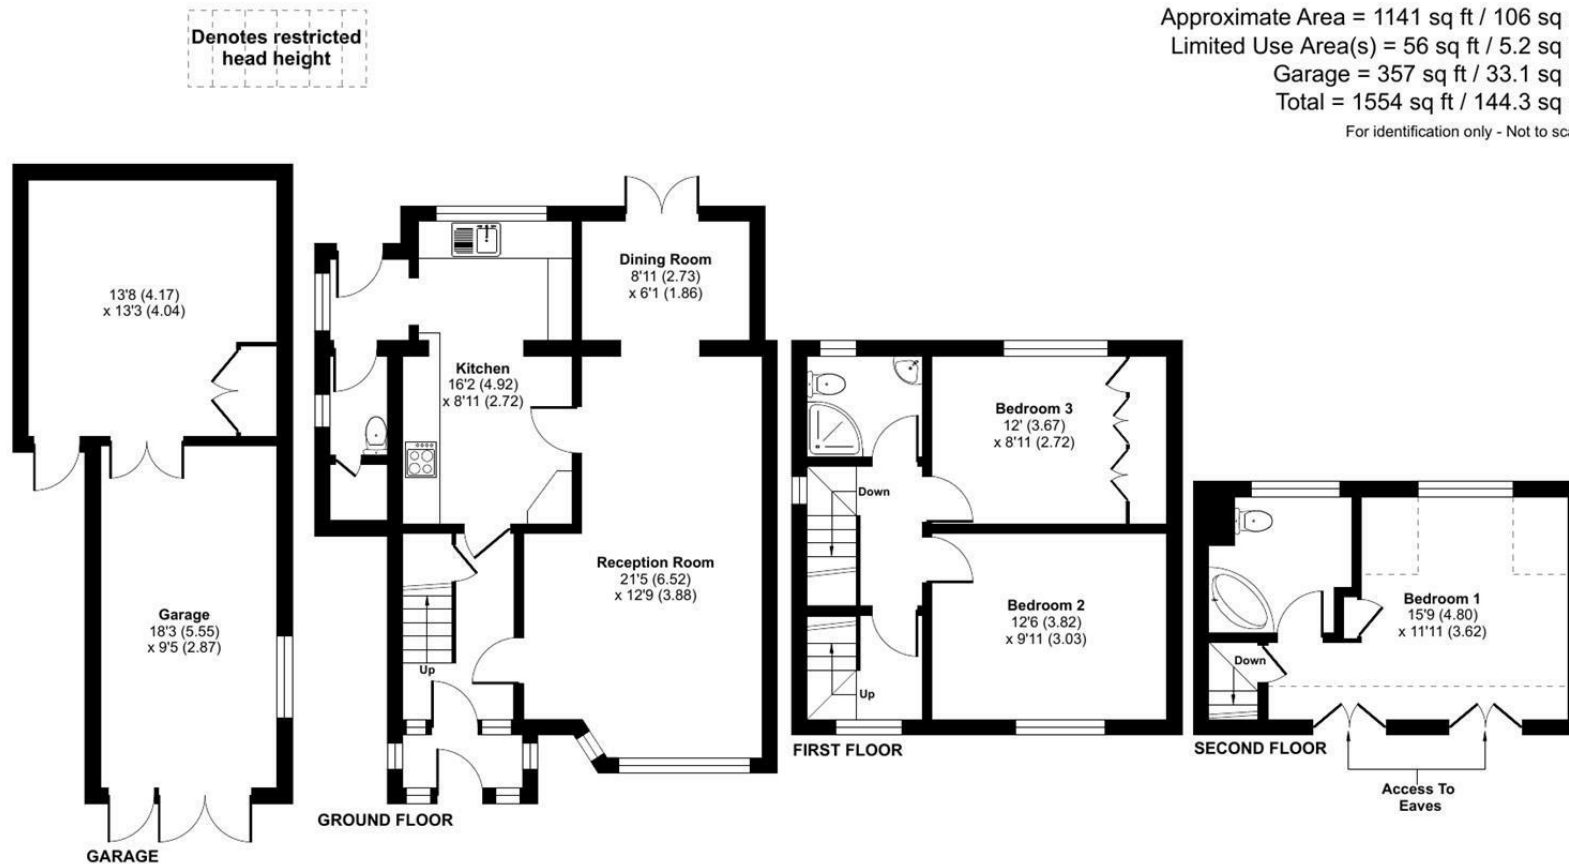 Denotes restricted
head height
Approximate Area = 1141 sq ft / 106 sq
Limited Use Area(s) = 56 sq ft / 5.2 sq
Garage = 357 sq ft / 33.1 sq
Total = 1554 sq ft / 144.3 sq
For identification only - Not to sca
13'8 (4.17)
x 13'3 (4.04)
Garage
18'3 (5.55)
x 9'5 (2.87)
GARAGE
Dining Room
8'11 (2.73)
x 6'1 (1.86)
Kitchen
16'2 (4.92)
x 8'11 (2.72)
Reception Room
21'5 (6.52)
x 12'9 (3.88)
Up
GROUND FLOOR
Bedroom 3
12' (3.67)
x 8'11 (2.72)
Down
Bedroom 2
12'6 (3.82)
x 9'11 (3.03)
Up
FIRST FLOOR
Bedroom 1
15'9 (4.80)
x 11'11 (3.62)
Down
SECOND FLOOR
Access To
Eaves